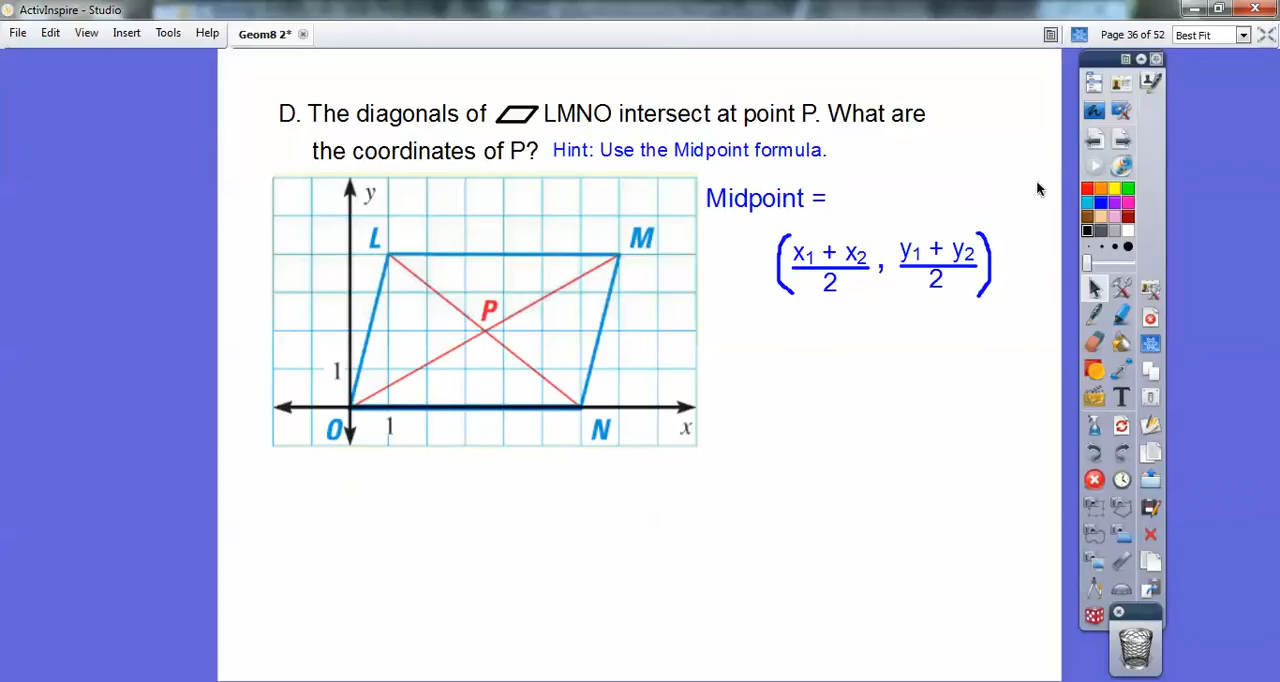 ActivInspire - Studio
File Edit View Insert Tools Help Geom8 2* Page 36 of 52 Best Fit
D. The diagonals of ▱ LMNO intersect at point P. What are
the coordinates of P? Hint: Use the Midpoint formula.
Midpoint =
(x₁ + x₂ / 2 , y₁ + y₂ / 2)
y
L M
P
1
O 1 N x